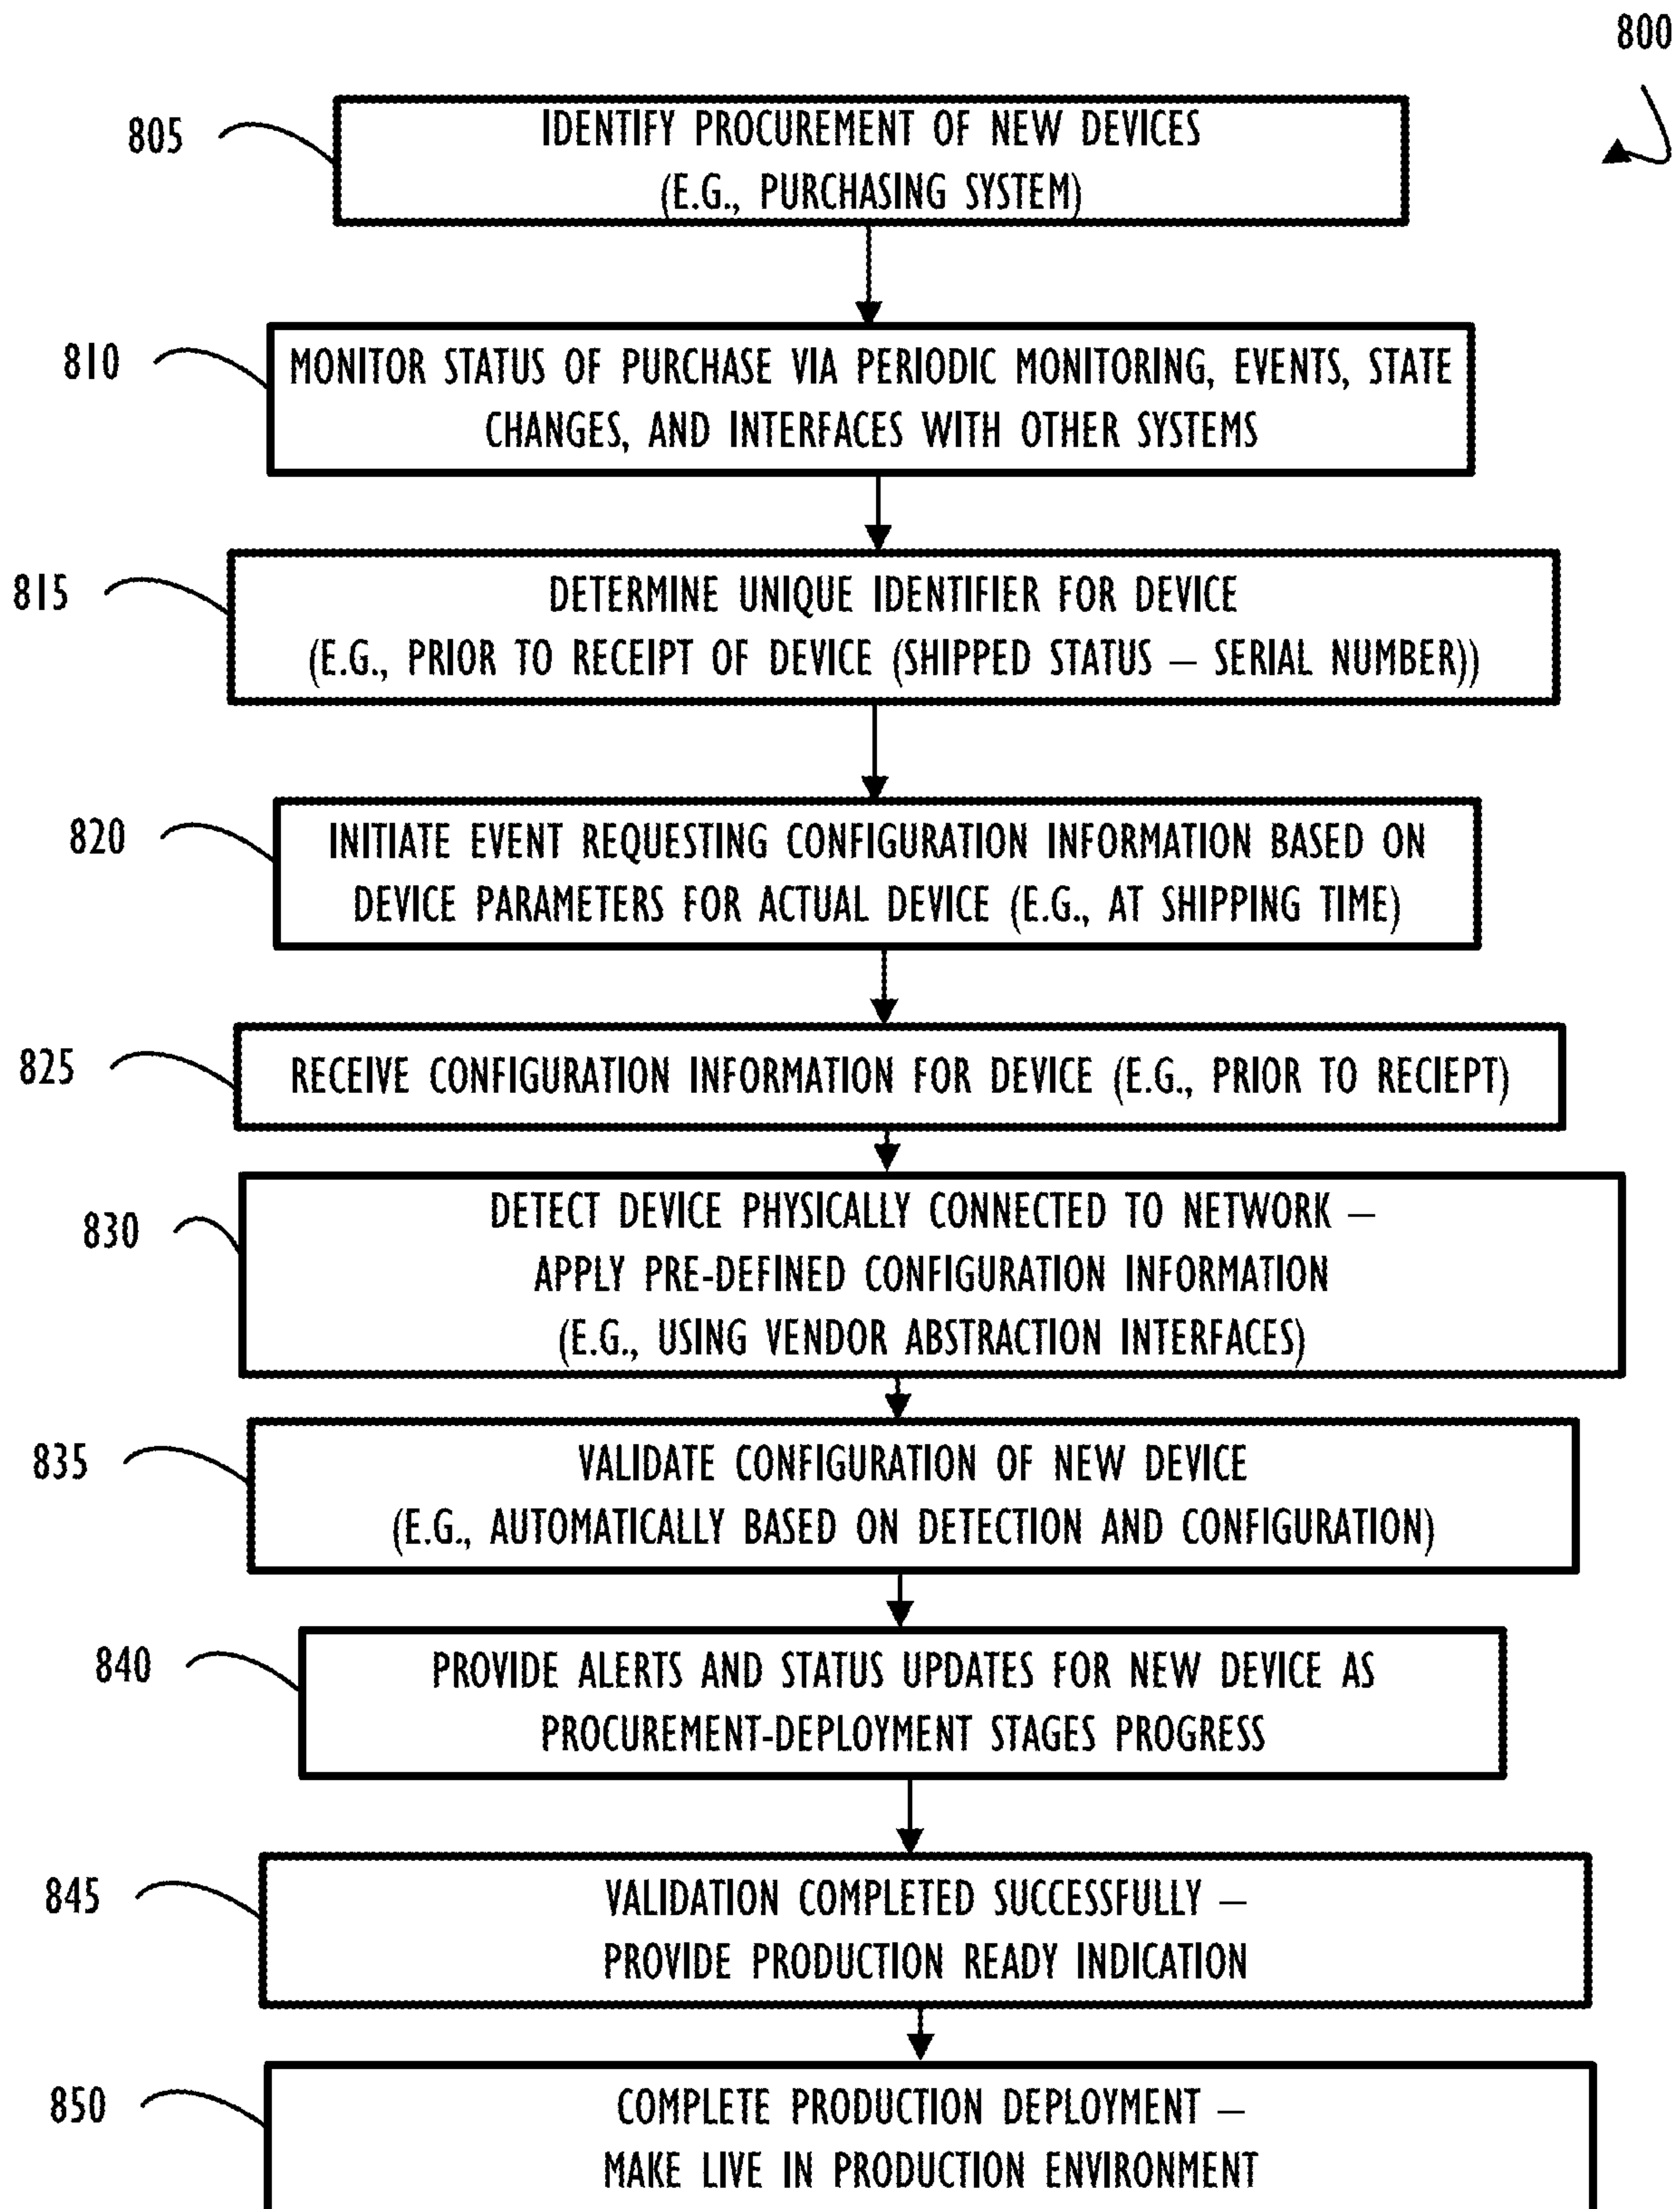 800
805
IDENTIFY PROCUREMENT OF NEW DEVICES
(E.G., PURCHASING SYSTEM)
810
MONITOR STATUS OF PURCHASE VIA PERIODIC MONITORING, EVENTS, STATE
CHANGES, AND INTERFACES WITH OTHER SYSTEMS
815
DETERMINE UNIQUE IDENTIFIER FOR DEVICE
(E.G., PRIOR TO RECEIPT OF DEVICE (SHIPPED STATUS – SERIAL NUMBER))
820
INITIATE EVENT REQUESTING CONFIGURATION INFORMATION BASED ON
DEVICE PARAMETERS FOR ACTUAL DEVICE (E.G., AT SHIPPING TIME)
825
RECEIVE CONFIGURATION INFORMATION FOR DEVICE (E.G., PRIOR TO RECIEPT)
830
DETECT DEVICE PHYSICALLY CONNECTED TO NETWORK –
APPLY PRE-DEFINED CONFIGURATION INFORMATION
(E.G., USING VENDOR ABSTRACTION INTERFACES)
835
VALIDATE CONFIGURATION OF NEW DEVICE
(E.G., AUTOMATICALLY BASED ON DETECTION AND CONFIGURATION)
840
PROVIDE ALERTS AND STATUS UPDATES FOR NEW DEVICE AS
PROCUREMENT-DEPLOYMENT STAGES PROGRESS
845
VALIDATION COMPLETED SUCCESSFULLY –
PROVIDE PRODUCTION READY INDICATION
850
COMPLETE PRODUCTION DEPLOYMENT –
MAKE LIVE IN PRODUCTION ENVIRONMENT